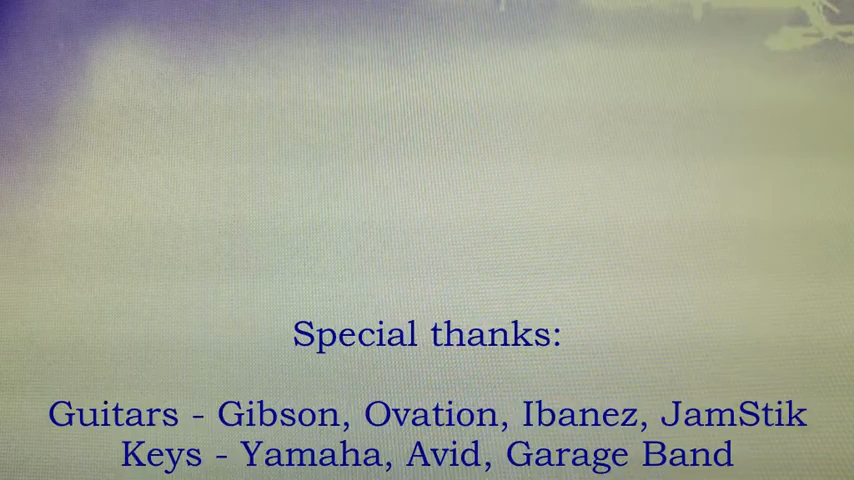 Special thanks:
Guitars - Gibson, Ovation, Ibanez, JamStik
Keys - Yamaha, Avid, Garage Band